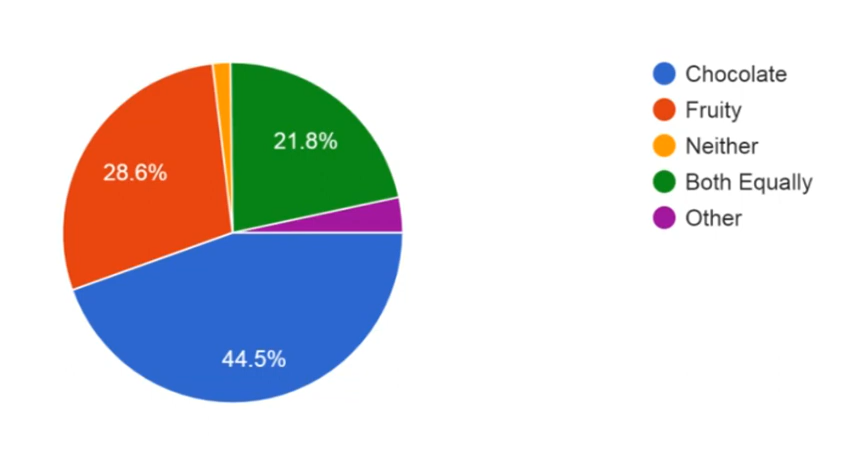 21.8%
28.6%
44.5%
Chocolate
Fruity
Neither
Both Equally
Other